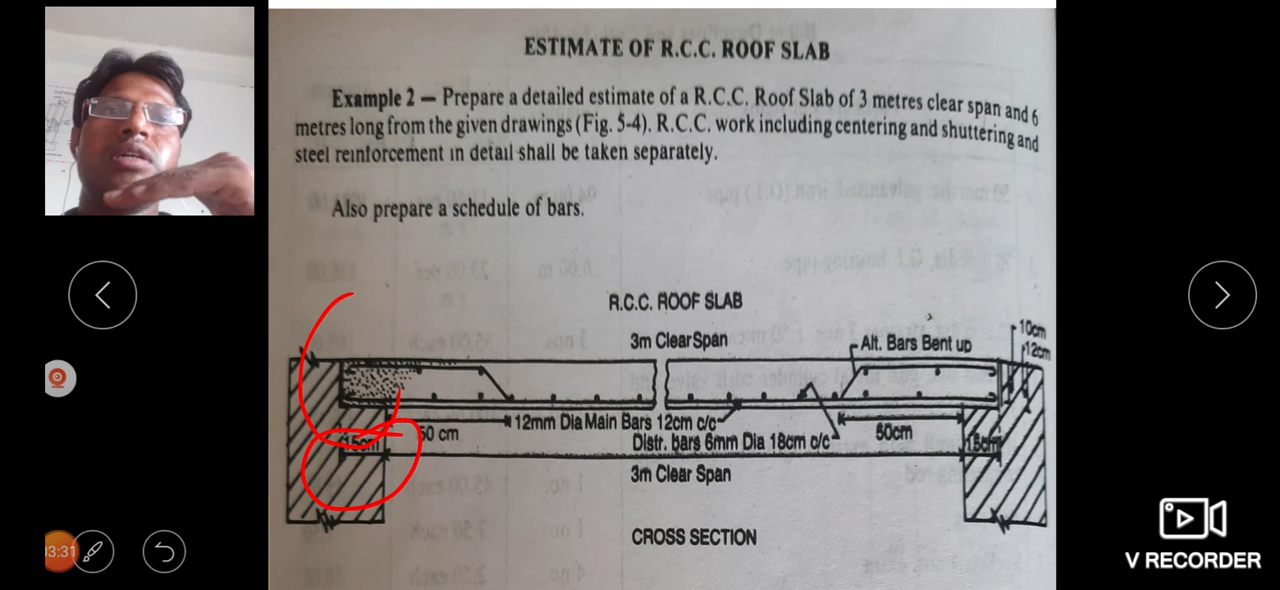 ESTIMATE OF R.C.C. ROOF SLAB
Example 2 — Prepare a detailed estimate of a R.C.C. Roof Slab of 3 metres clear span and 6
metres long from the given drawings (Fig. 5-4). R.C.C. work including centering and shuttering and
steel reinforcement in detail shall be taken separately.
Also prepare a schedule of bars.
R.C.C. ROOF SLAB
3m Clear Span
Alt. Bars Bent up
10cm
12cm
50 cm
12mm Dia Main Bars 12cm c/c
60cm
15cm
Distr. bars 6mm Dia 18cm c/c
15cm
3m Clear Span
CROSS SECTION
03:31
V RECORDER